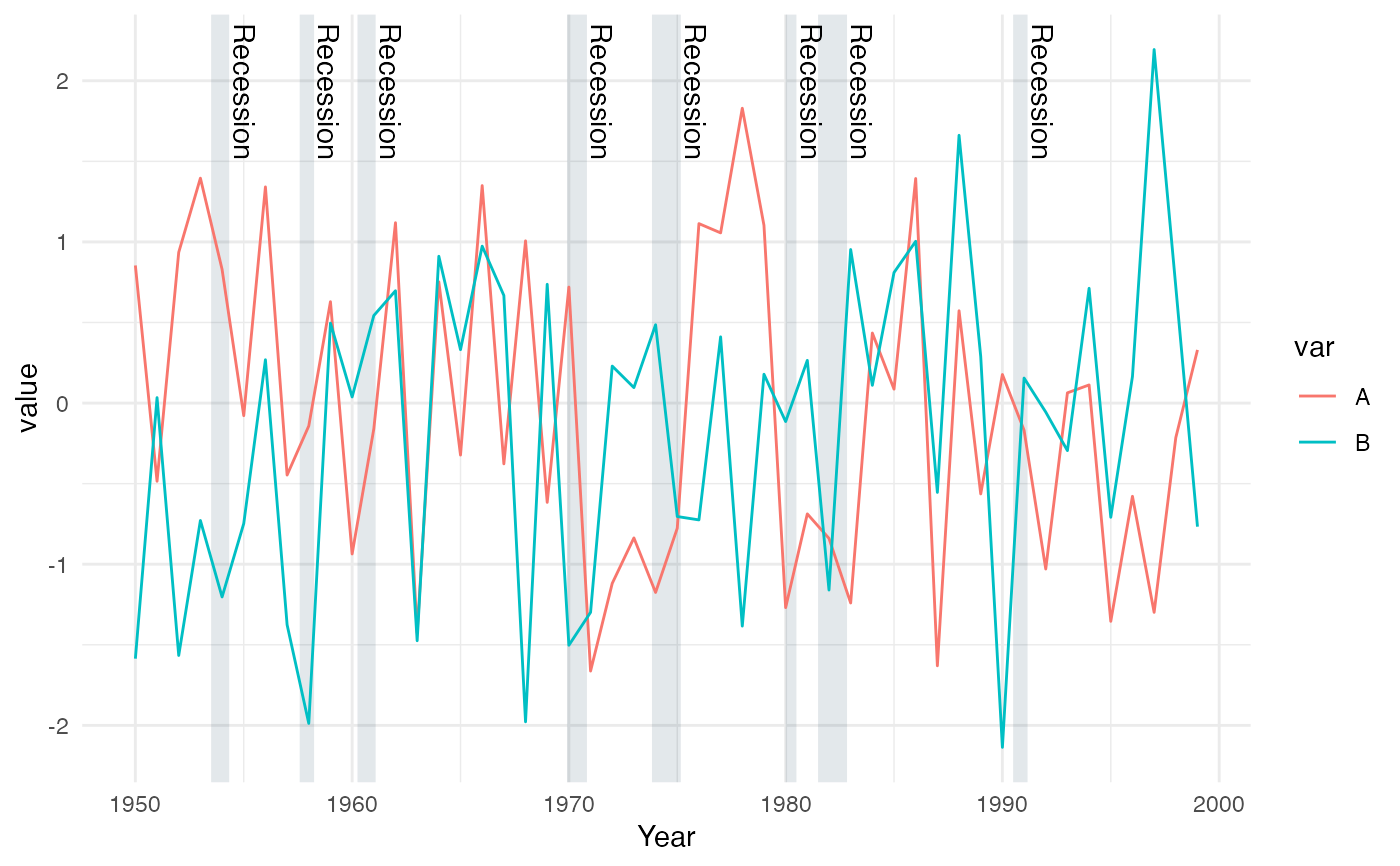 Recession
Recession
Recession
Recession
Recession
Recession
Recession
Recession
2
1
0
-1
-2
value
1950
1960
1970
1980
1990
2000
Year
var
A
B